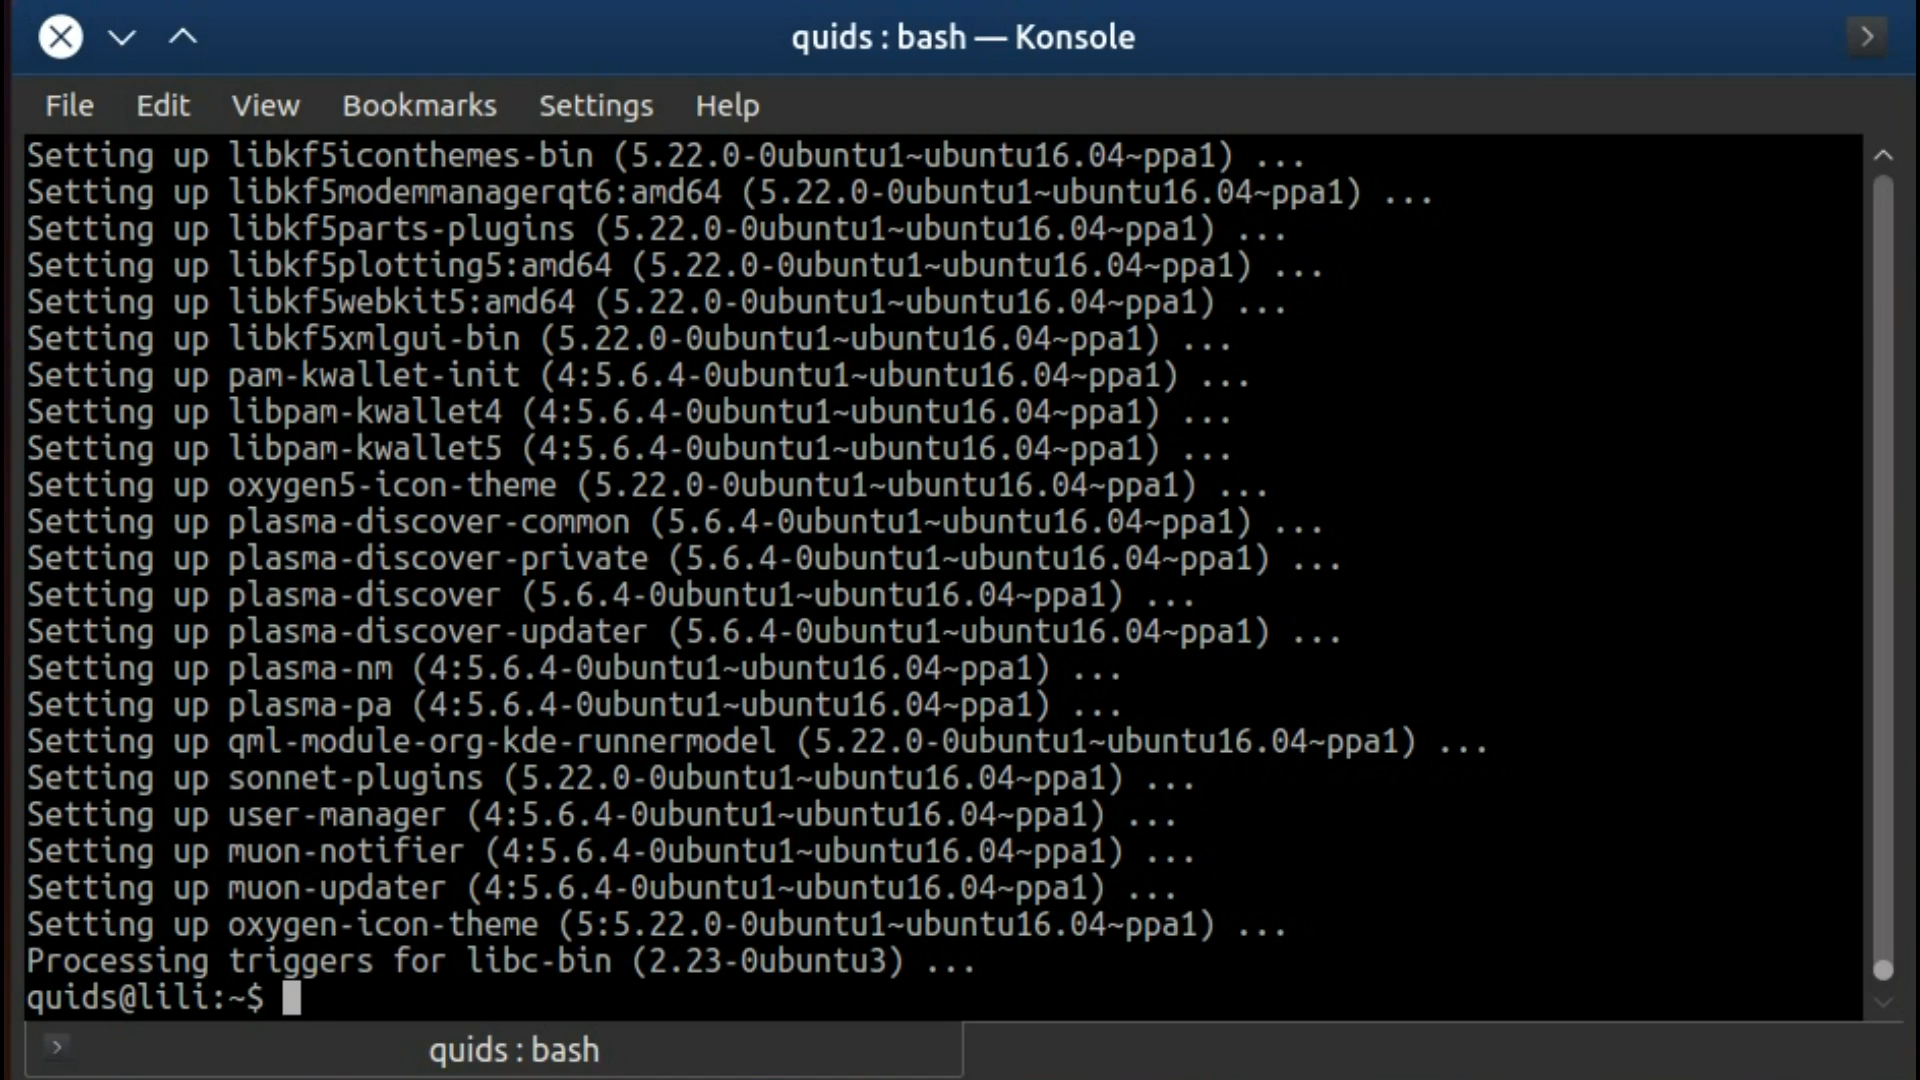 quids : bash — Konsole
File Edit View Bookmarks Settings Help
Setting up libkf5iconthemes-bin (5.22.0-0ubuntu1~ubuntu16.04~ppa1) ...
Setting up libkf5modemmanagerqt6:amd64 (5.22.0-0ubuntu1~ubuntu16.04~ppa1) ...
Setting up libkf5parts-plugins (5.22.0-0ubuntu1~ubuntu16.04~ppa1) ...
Setting up libkf5plotting5:amd64 (5.22.0-0ubuntu1~ubuntu16.04~ppa1) ...
Setting up libkf5webkit5:amd64 (5.22.0-0ubuntu1~ubuntu16.04~ppa1) ...
Setting up libkf5xmlgui-bin (5.22.0-0ubuntu1~ubuntu16.04~ppa1) ...
Setting up pam-kwallet-init (4:5.6.4-0ubuntu1~ubuntu16.04~ppa1) ...
Setting up libpam-kwallet4 (4:5.6.4-0ubuntu1~ubuntu16.04~ppa1) ...
Setting up libpam-kwallet5 (4:5.6.4-0ubuntu1~ubuntu16.04~ppa1) ...
Setting up oxygen5-icon-theme (5.22.0-0ubuntu1~ubuntu16.04~ppa1) ...
Setting up plasma-discover-common (5.6.4-0ubuntu1~ubuntu16.04~ppa1) ...
Setting up plasma-discover-private (5.6.4-0ubuntu1~ubuntu16.04~ppa1) ...
Setting up plasma-discover (5.6.4-0ubuntu1~ubuntu16.04~ppa1) ...
Setting up plasma-discover-updater (5.6.4-0ubuntu1~ubuntu16.04~ppa1) ...
Setting up plasma-nm (4:5.6.4-0ubuntu1~ubuntu16.04~ppa1) ...
Setting up plasma-pa (4:5.6.4-0ubuntu1~ubuntu16.04~ppa1) ...
Setting up qml-module-org-kde-runnermodel (5.22.0-0ubuntu1~ubuntu16.04~ppa1) ...
Setting up sonnet-plugins (5.22.0-0ubuntu1~ubuntu16.04~ppa1) ...
Setting up user-manager (4:5.6.4-0ubuntu1~ubuntu16.04~ppa1) ...
Setting up muon-notifier (4:5.6.4-0ubuntu1~ubuntu16.04~ppa1) ...
Setting up muon-updater (4:5.6.4-0ubuntu1~ubuntu16.04~ppa1) ...
Setting up oxygen-icon-theme (5:5.22.0-0ubuntu1~ubuntu16.04~ppa1) ...
Processing triggers for libc-bin (2.23-0ubuntu3) ...
quids@lili:~$
quids : bash